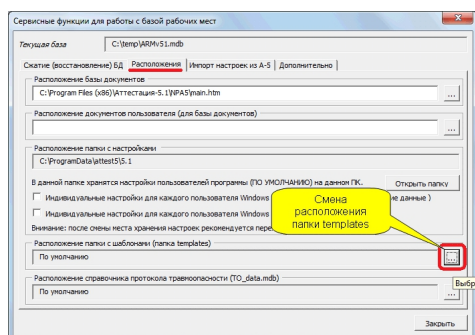 Сервисные функции для работы с базой рабочих мест
Текущая база C:\temp\ARMv51.mdb
Сжатие (восстановление) БД Расположения Импорт настроек из А-5 Дополнительно
Расположение базы документов
C:\Program Files (x86)\Аттестация-5.1\NPA5\main.htm ...
Расположение документов пользователя (для базы документов)
...
Расположение папки с настройками
C:\ProgramData\attest5\5.1
В данной папке хранятся настройки пользователей программы (ПО УМОЛЧАНИЮ) на данном ПК. Открыть папку
Индивидуальные настройки для каждого пользователя Windows ие данные )
Индивидуальные настройки для каждого пользователя Windows
Внимание: после смены места хранения настроек рекомендуется пере
Смена
расположения
папки templates
Расположение папки с шаблонами (папка templates)
По умолчанию ...
Выбр
Расположение справочника протокола травмоопасности (TO_data.mdb)
По умолчанию ...
Закрыть